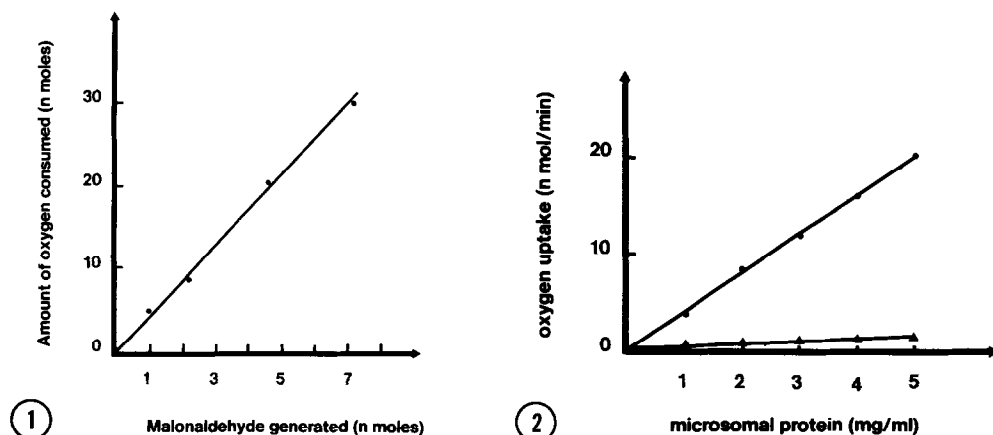 Amount of oxygen consumed (n moles)
30
20
10
0
1 3 5 7
Malonaldehyde generated (n moles)
1
oxygen uptake (n mol/min)
20
10
0
1 2 3 4 5
microsomal protein (mg/ml)
2